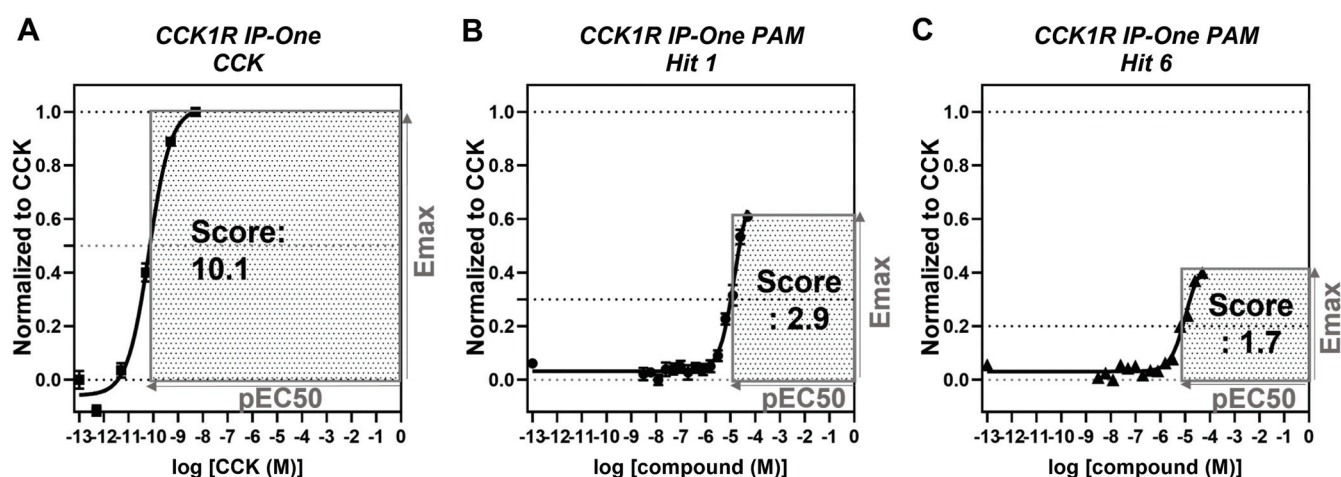 A
CCK1R IP-One
CCK
Normalized to CCK
1.0
0.8
0.6
0.4
0.2
0.0
Score:
10.1
Emax
pEC50
-13 -12 -11 -10 -9 -8 -7 -6 -5 -4 -3 -2 -1 0
log [CCK (M)]
B
CCK1R IP-One PAM
Hit 1
Normalized to CCK
1.0
0.8
0.6
0.4
0.2
0.0
Score
: 2.9
Emax
pEC50
-13 -12 -11 -10 -9 -8 -7 -6 -5 -4 -3 -2 -1 0
log [compound (M)]
C
CCK1R IP-One PAM
Hit 6
Normalized to CCK
1.0
0.8
0.6
0.4
0.2
0.0
Score
: 1.7
Emax
pEC50
-13 -12 -11 -10 -9 -8 -7 -6 -5 -4 -3 -2 -1 0
log [compound (M)]